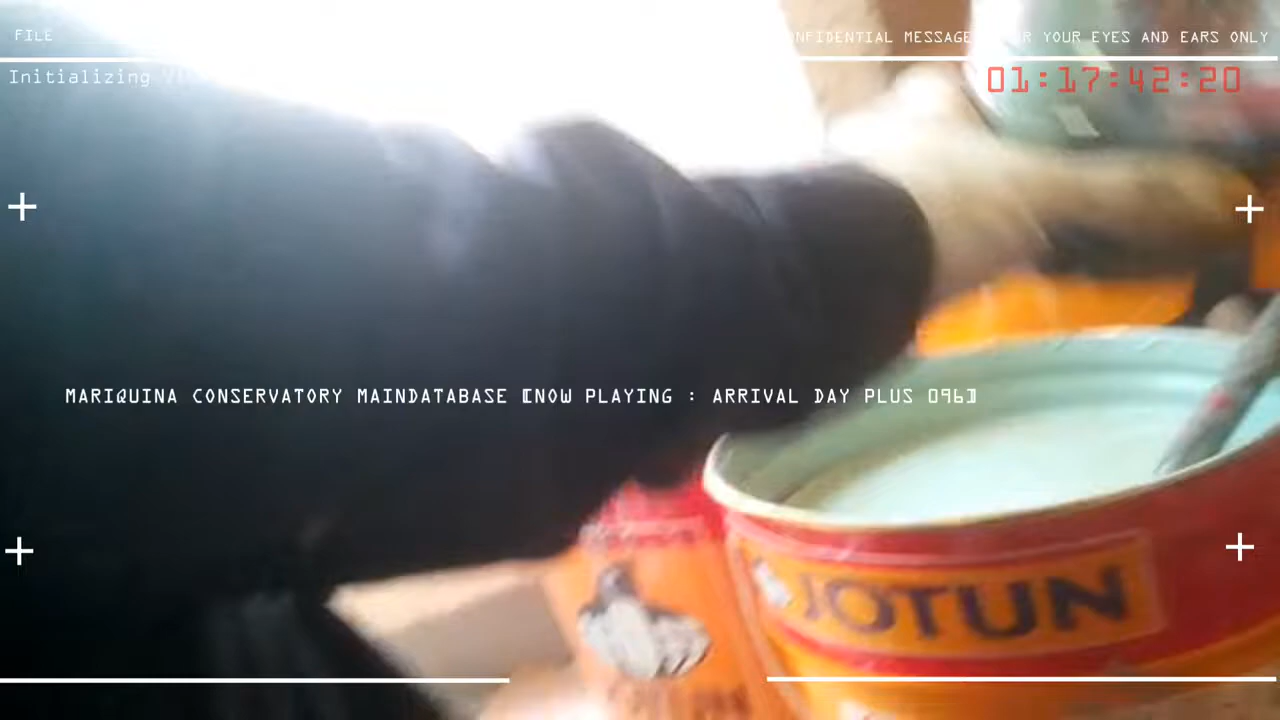 FILE
CONFIDENTIAL MESSAGE FOR YOUR EYES AND EARS ONLY
Initializing
01:17:42:20
MARIQUINA CONSERVATORY MAINDATABASE [NOW PLAYING : ARRIVAL DAY PLUS 096]
JOTUN